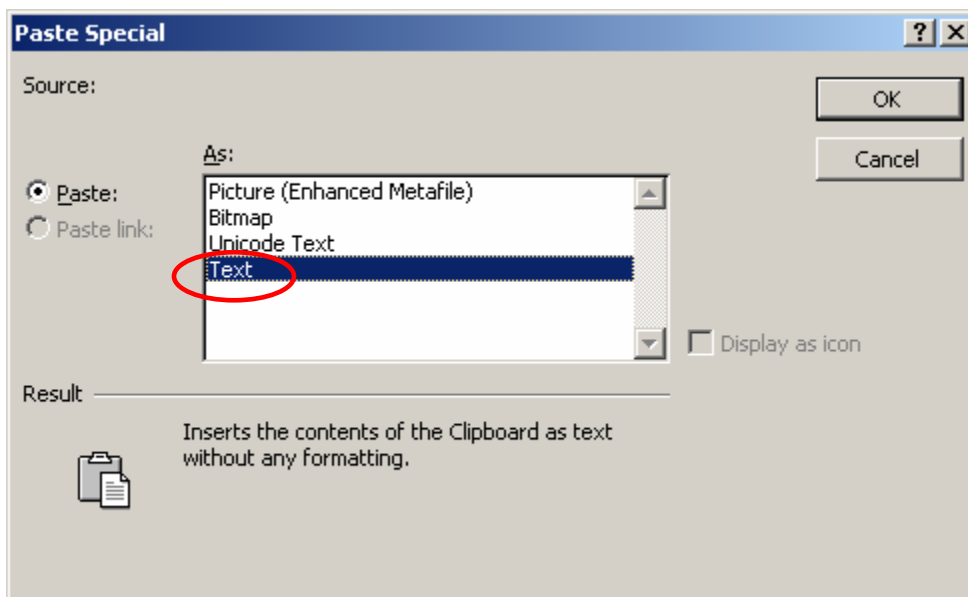 Paste Special
Source:
OK
As:
Cancel
Paste:
Picture (Enhanced Metafile)
Bitmap
Paste link:
Unicode Text
Text
Display as icon
Result
Inserts the contents of the Clipboard as text
without any formatting.